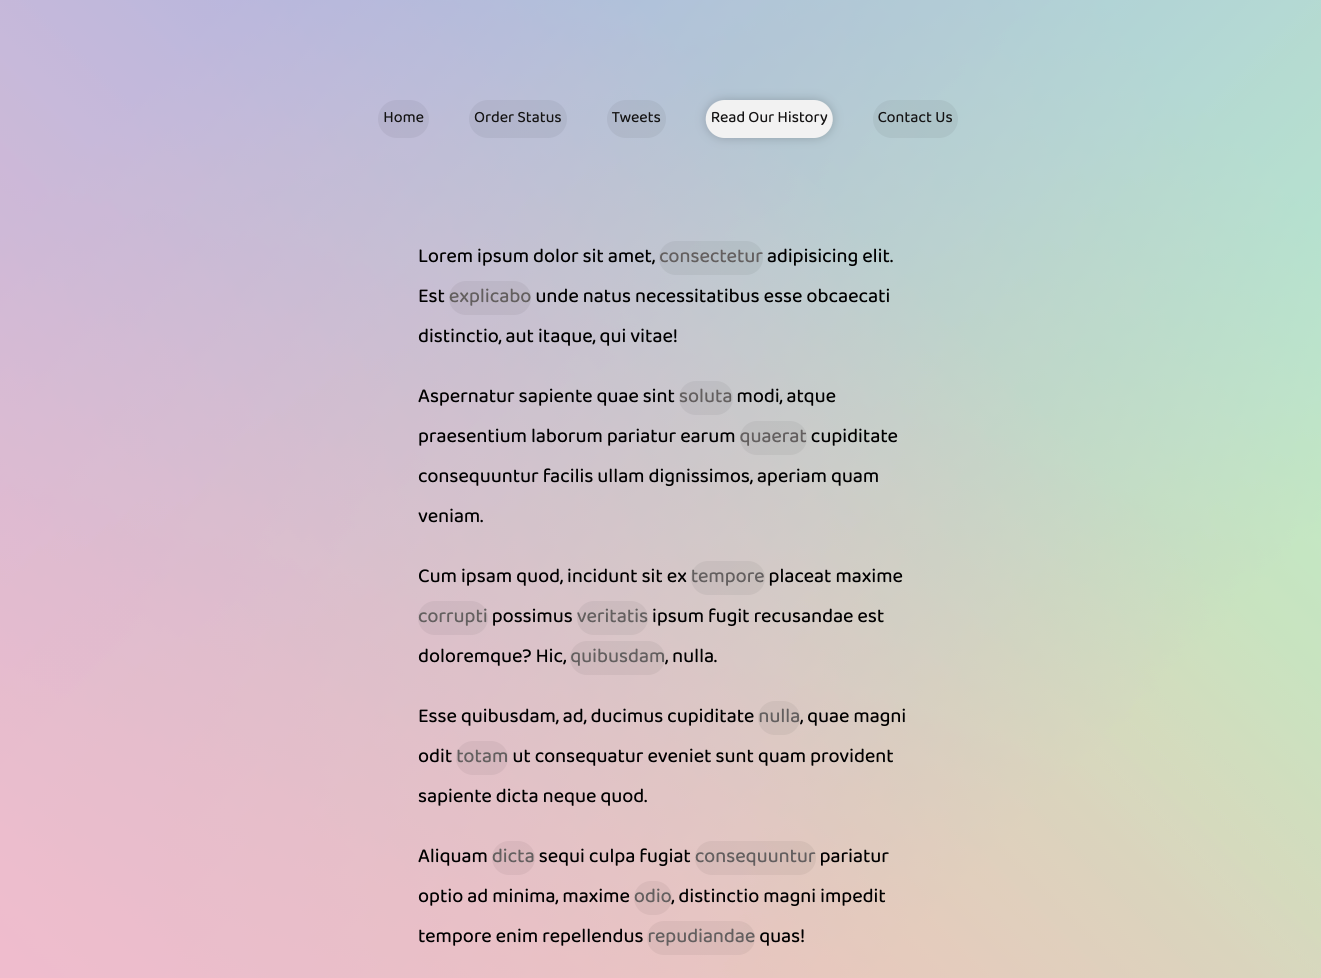 Home Order Status Tweets Read Our History Contact Us
Lorem ipsum dolor sit amet, consectetur adipisicing elit.
Est explicabo unde natus necessitatibus esse obcaecati
distinctio, aut itaque, qui vitae!
Aspernatur sapiente quae sint soluta modi, atque
praesentium laborum pariatur earum quaerat cupiditate
consequuntur facilis ullam dignissimos, aperiam quam
veniam.
Cum ipsam quod, incidunt sit ex tempore placeat maxime
corrupti possimus veritatis ipsum fugit recusandae est
doloremque? Hic, quibusdam, nulla.
Esse quibusdam, ad, ducimus cupiditate nulla, quae magni
odit totam ut consequatur eveniet sunt quam provident
sapiente dicta neque quod.
Aliquam dicta sequi culpa fugiat consequuntur pariatur
optio ad minima, maxime odio, distinctio magni impedit
tempore enim repellendus repudiandae quas!